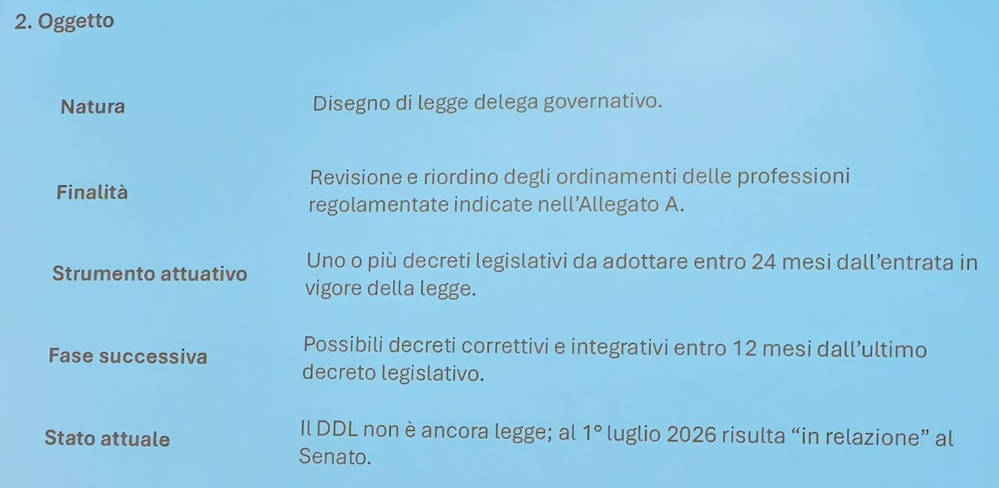 2. Oggetto
Natura
Disegno di legge delega governativo.
Finalità
Revisione e riordino degli ordinamenti delle professioni
regolamentate indicate nell’Allegato A.
Strumento attuativo
Uno o più decreti legislativi da adottare entro 24 mesi dall’entrata in
vigore della legge.
Fase successiva
Possibili decreti correttivi e integrativi entro 12 mesi dall’ultimo
decreto legislativo.
Stato attuale
Il DDL non è ancora legge; al 1° luglio 2026 risulta “in relazione” al
Senato.